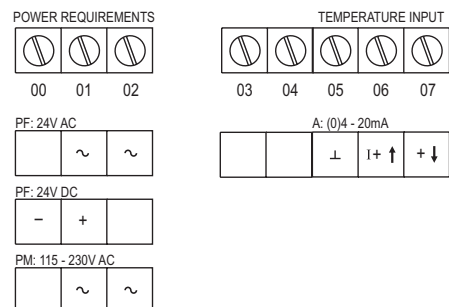 POWER REQUIREMENTS
TEMPERATURE INPUT
00 01 02
03 04 05 06 07
PF: 24V AC
~ ~
A: (0)4 - 20mA
⊥ I+ ↑ + ↓
PF: 24V DC
− +
PM: 115 - 230V AC
~ ~